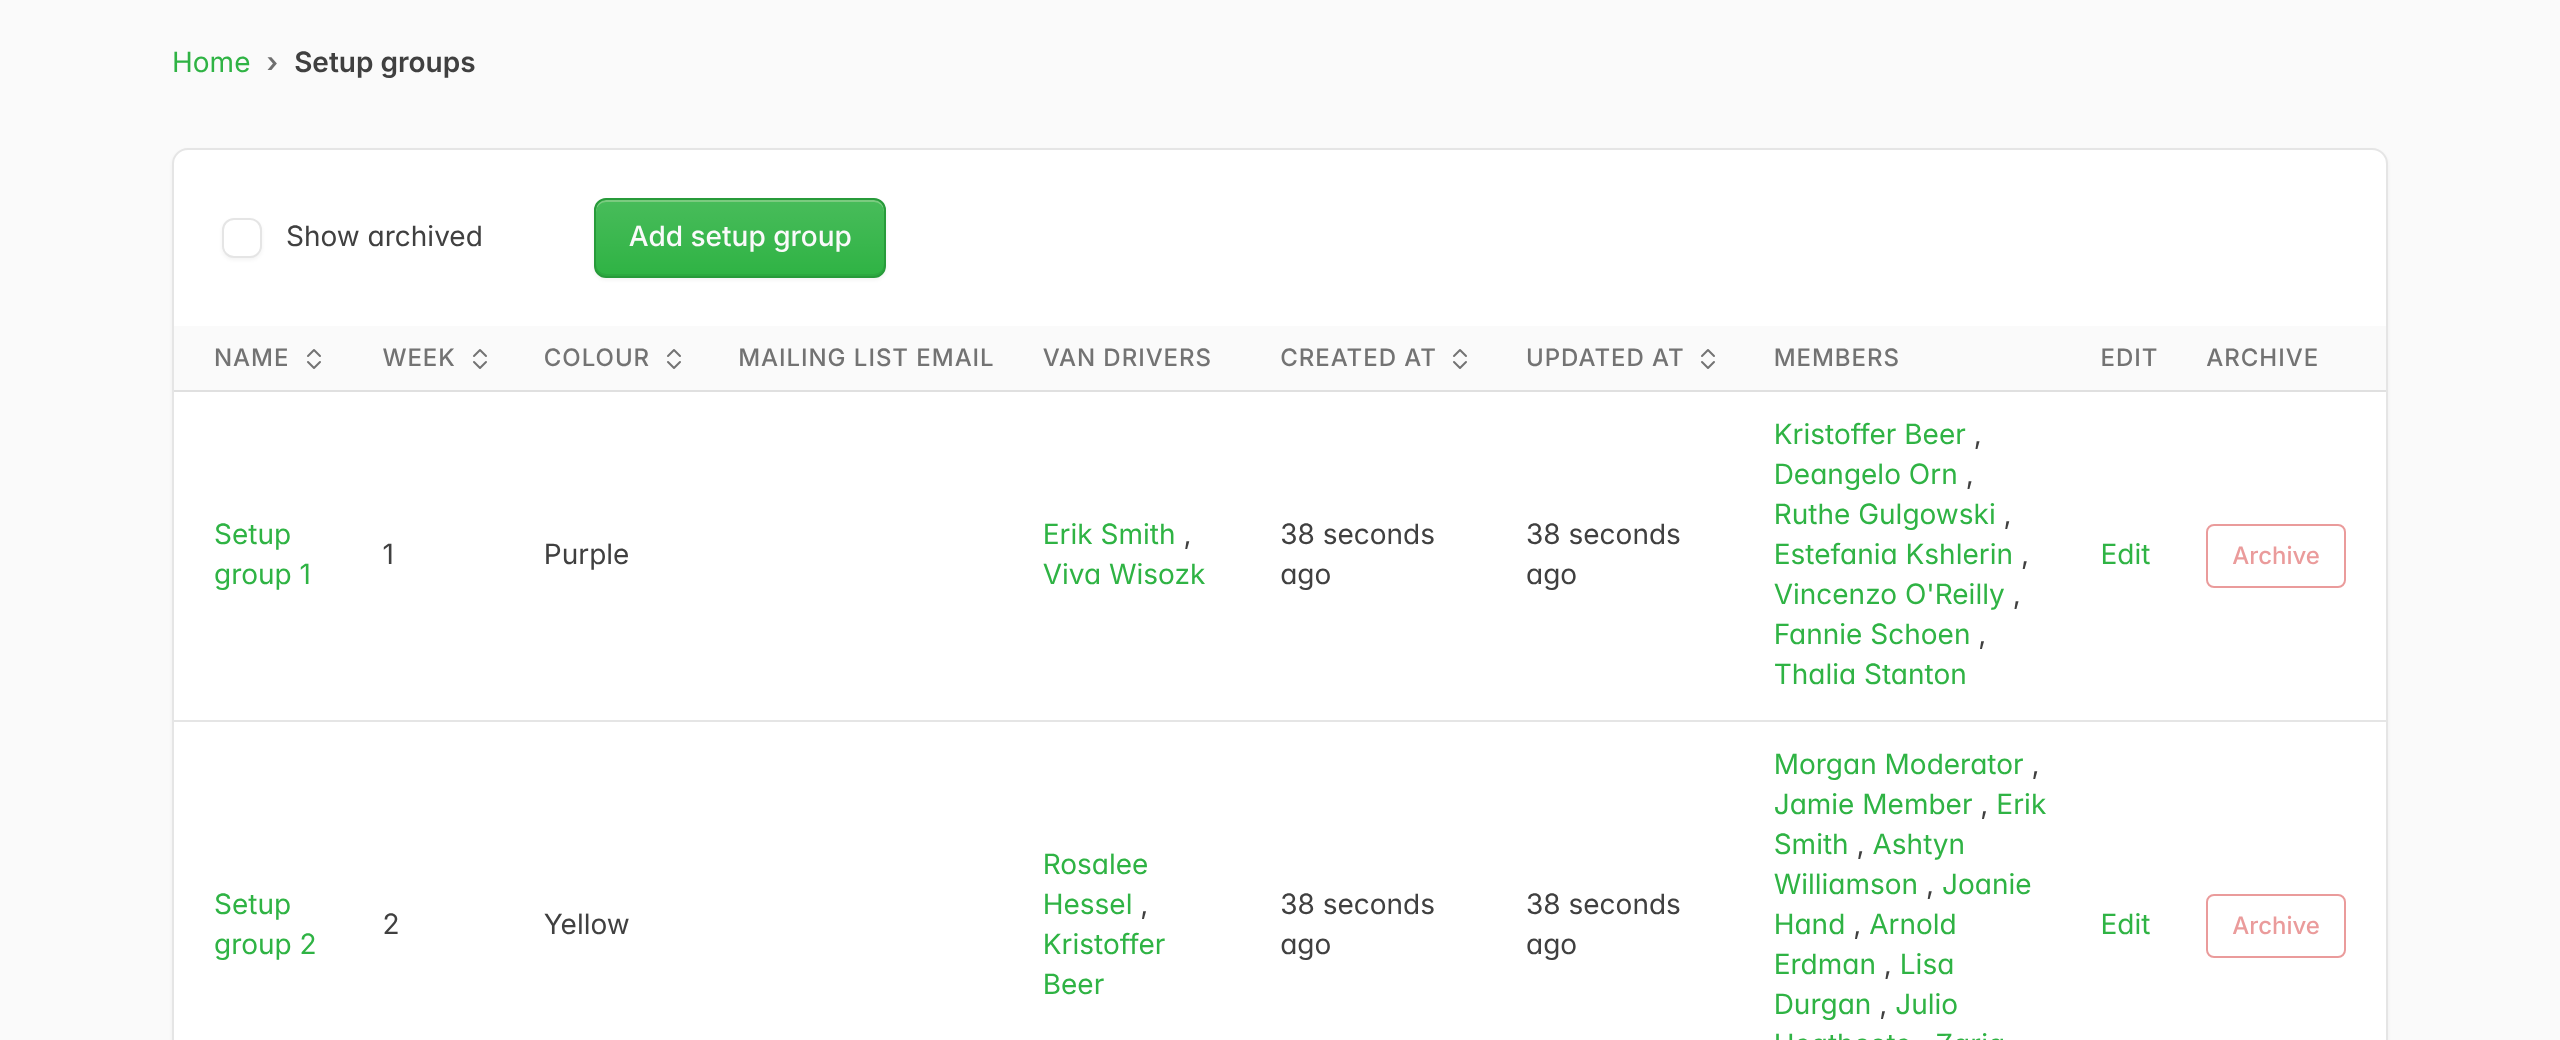 Home › Setup groups
Show archived
Add setup group
NAME WEEK COLOUR MAILING LIST EMAIL VAN DRIVERS CREATED AT UPDATED AT MEMBERS EDIT ARCHIVE
Setup
group 1
1
Purple
Erik Smith ,
Viva Wisozk
38 seconds
ago
38 seconds
ago
Kristoffer Beer ,
Deangelo Orn ,
Ruthe Gulgowski ,
Estefania Kshlerin ,
Vincenzo O'Reilly ,
Fannie Schoen ,
Thalia Stanton
Edit
Archive
Setup
group 2
2
Yellow
Rosalee
Hessel ,
Kristoffer
Beer
38 seconds
ago
38 seconds
ago
Morgan Moderator ,
Jamie Member , Erik
Smith , Ashtyn
Williamson , Joanie
Hand , Arnold
Erdman , Lisa
Durgan , Julio
Edit
Archive